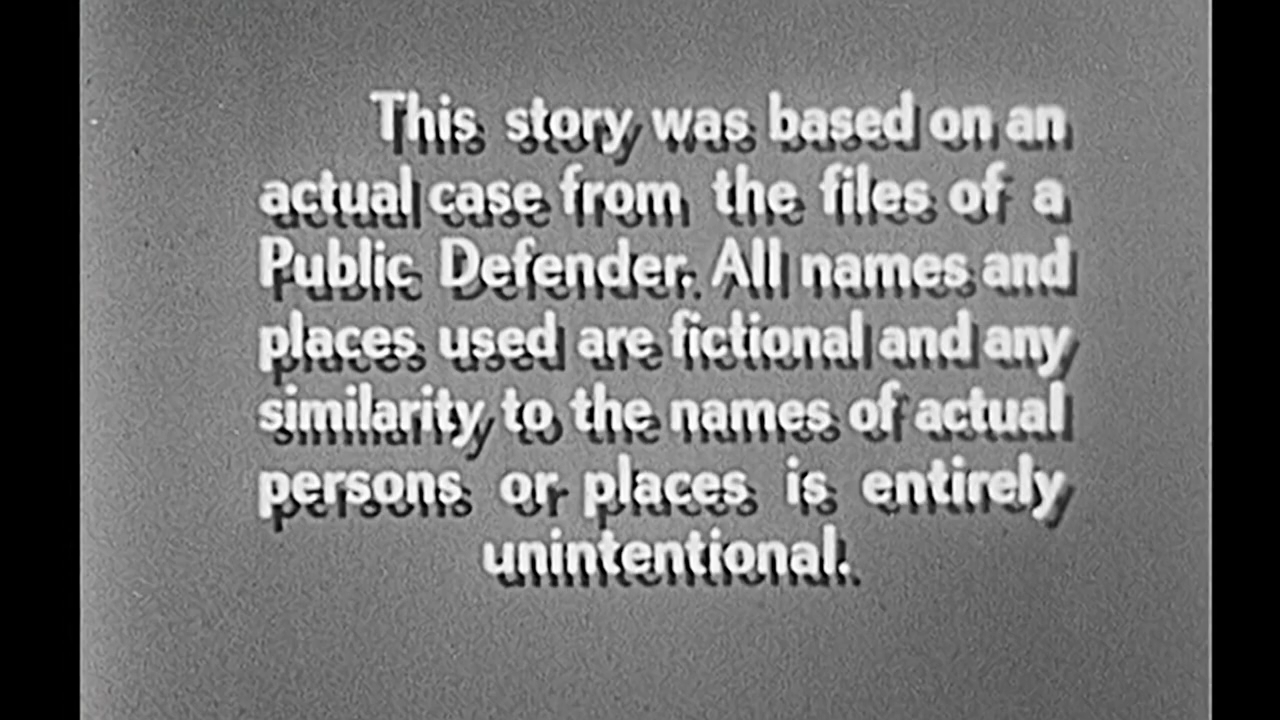 This story was based on an
actual case from the files of a
Public Defender. All names and
places used are fictional and any
similarity to the names of actual
persons or places is entirely
unintentional.